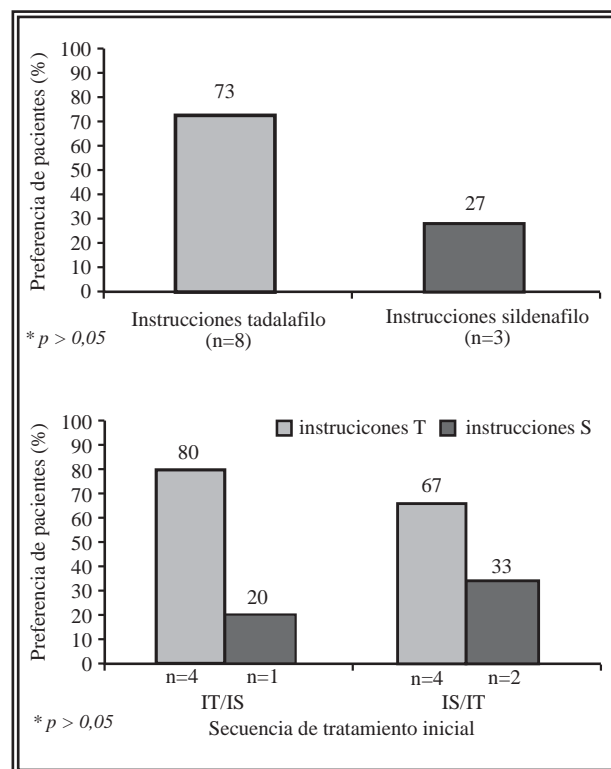 Preferencia de pacientes (%)
100
90
80
70
60
50
40
30
20
10
0
73
27
Instrucciones tadalafilo
(n=8)
Instrucciones sildenafilo
(n=3)
* p > 0,05
Preferencia de pacientes (%)
100
90
80
70
60
50
40
30
20
10
0
instrucicones T
instrucciones S
80
20
67
33
n=4
n=1
n=4
n=2
IT/IS
IS/IT
* p > 0,05
Secuencia de tratamiento inicial